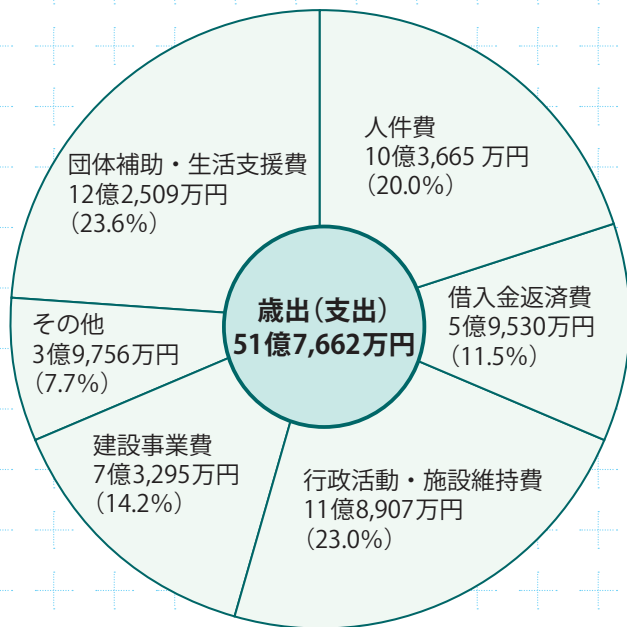 歳出(支出)
51億7,662万円
人件費
10億3,665 万円
(20.0%)
借入金返済費
5億9,530万円
(11.5%)
行政活動・施設維持費
11億8,907万円
(23.0%)
建設事業費
7億3,295万円
(14.2%)
その他
3億9,756万円
(7.7%)
団体補助・生活支援費
12億2,509万円
(23.6%)